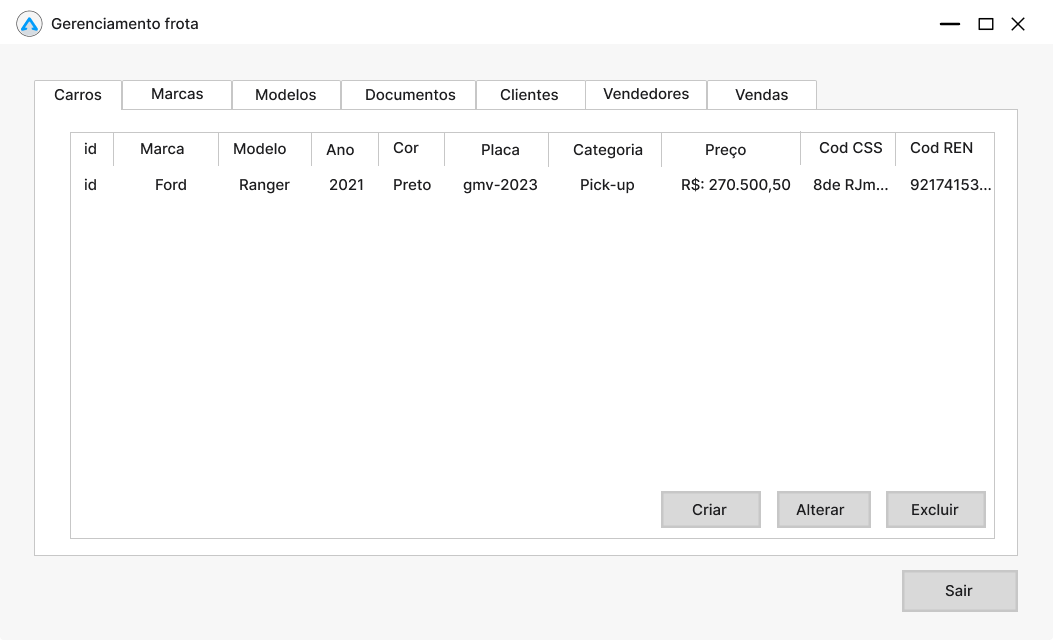 Gerenciamento frota
Carros Marcas Modelos Documentos Clientes Vendedores Vendas
id Marca Modelo Ano Cor Placa Categoria Preço Cod CSS Cod REN
id Ford Ranger 2021 Preto gmv-2023 Pick-up R$: 270.500,50 8de RJm... 92174153...
Criar Alterar Excluir
Sair